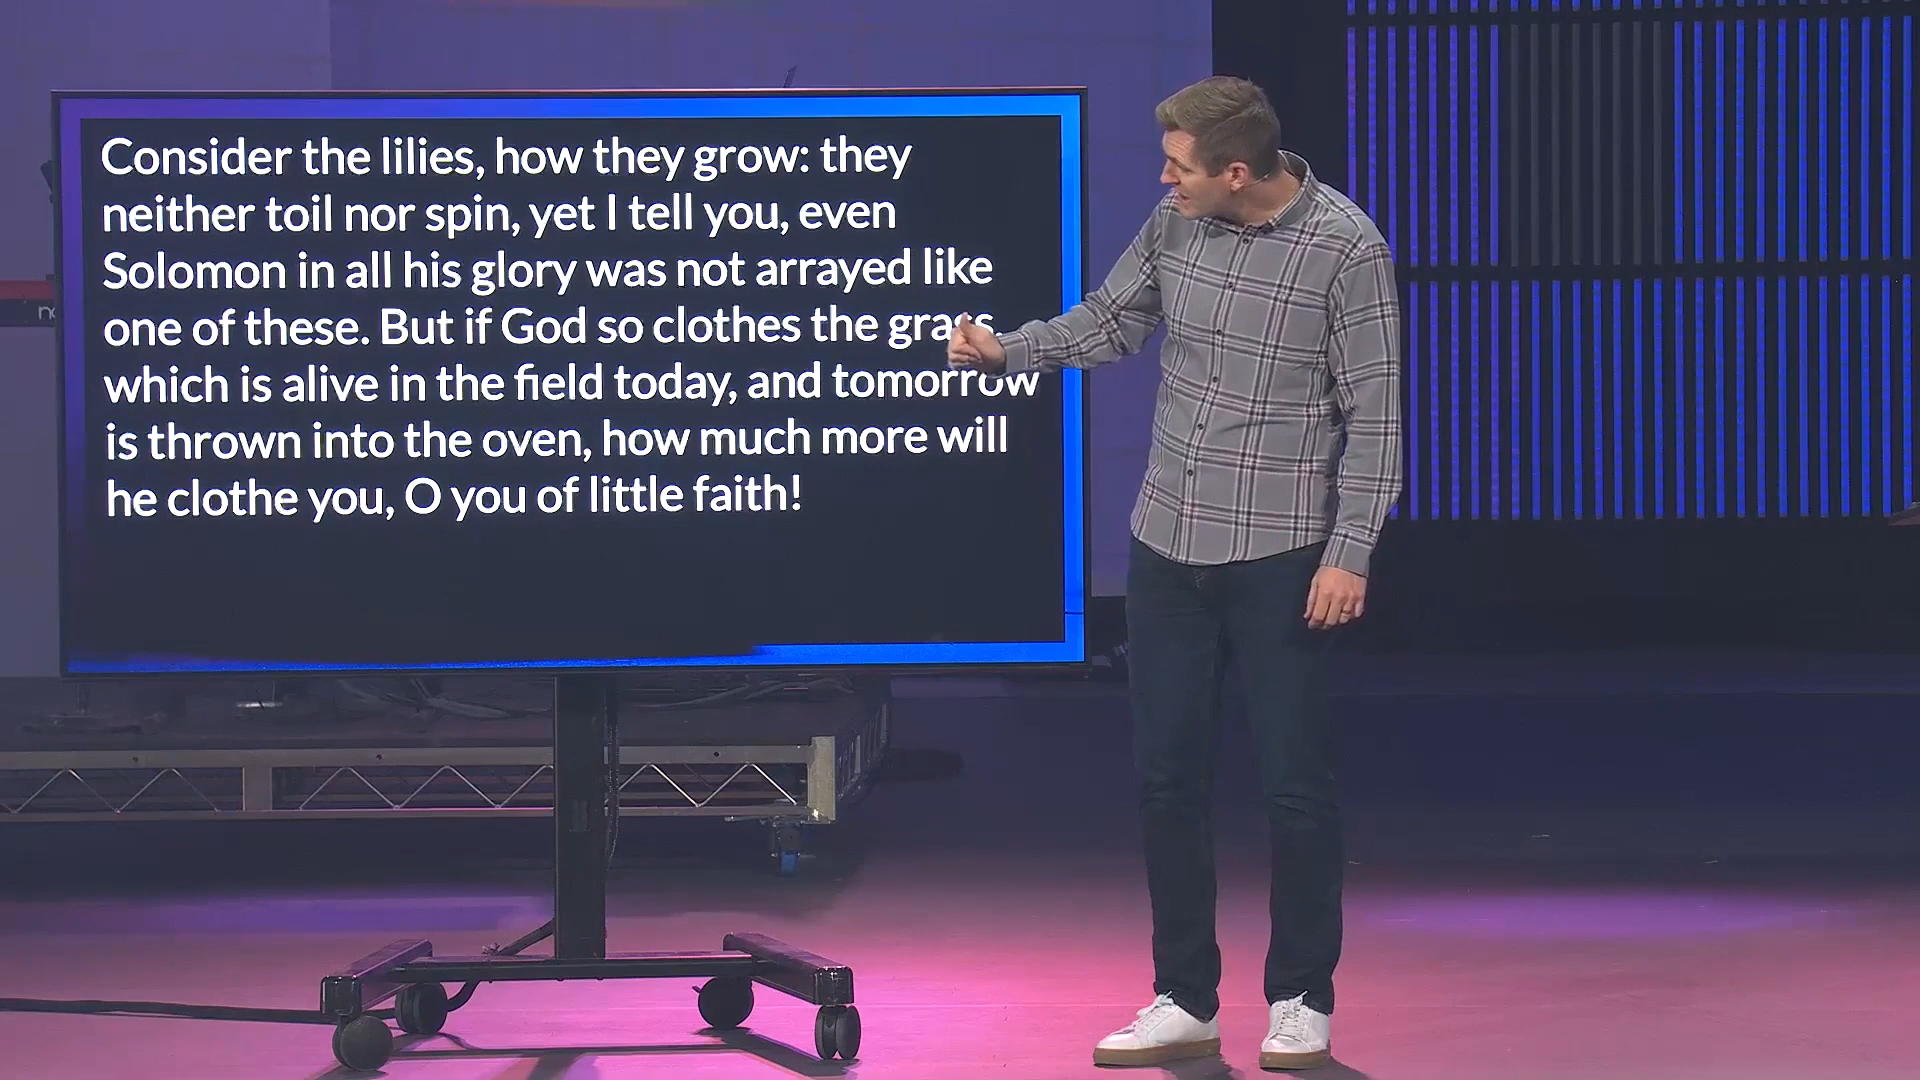 Consider the lilies, how they grow: they
neither toil nor spin, yet I tell you, even
Solomon in all his glory was not arrayed like
one of these. But if God so clothes the grass,
which is alive in the field today, and tomorrow
is thrown into the oven, how much more will
he clothe you, O you of little faith!